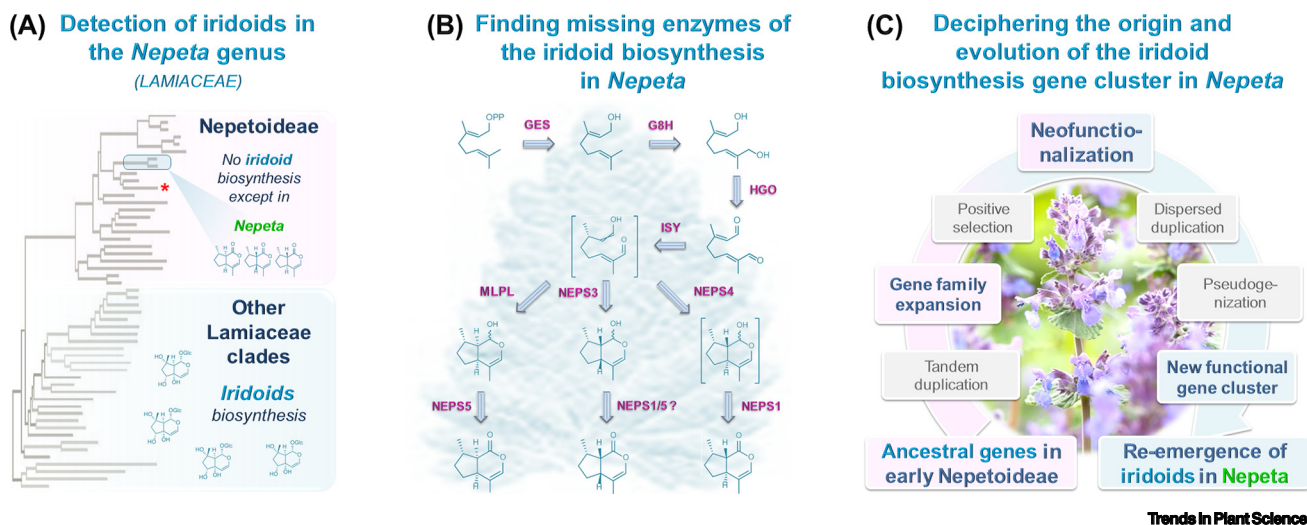 (A) Detection of iridoids in
the Nepeta genus
(LAMIACEAE)
Nepetoideae
No iridoid
biosynthesis
except in
*
Nepeta
Other
Lamiaceae
clades
Iridoids
biosynthesis
(B) Finding missing enzymes of
the iridoid biosynthesis
in Nepeta
OPP
GES
OH
G8H
OH
OH
HGO
OH
O
ISY
O
O
MLPL
NEPS3
NEPS4
OH
OH
OH
NEPS5
NEPS1/5 ?
NEPS1
(C) Deciphering the origin and
evolution of the iridoid
biosynthesis gene cluster in Nepeta
Neofunctio-
nalization
Positive
selection
Dispersed
duplication
Gene family
expansion
Pseudoge-
nization
Tandem
duplication
New functional
gene cluster
Ancestral genes in
early Nepetoideae
Re-emergence of
iridoids in Nepeta
Trends in Plant Science